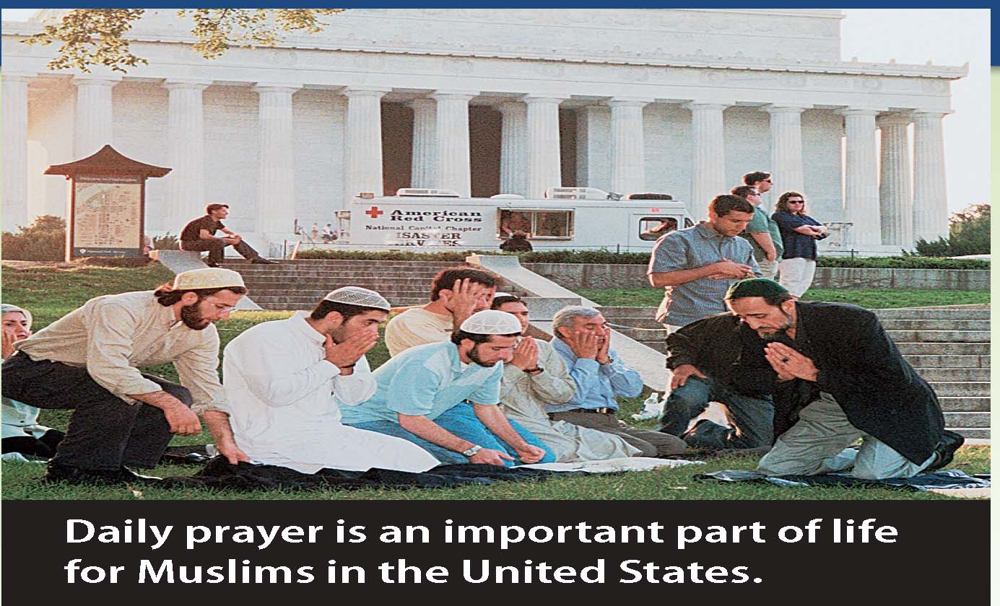 American
Red Cross
National Capital Chapter
Daily prayer is an important part of life
for Muslims in the United States.